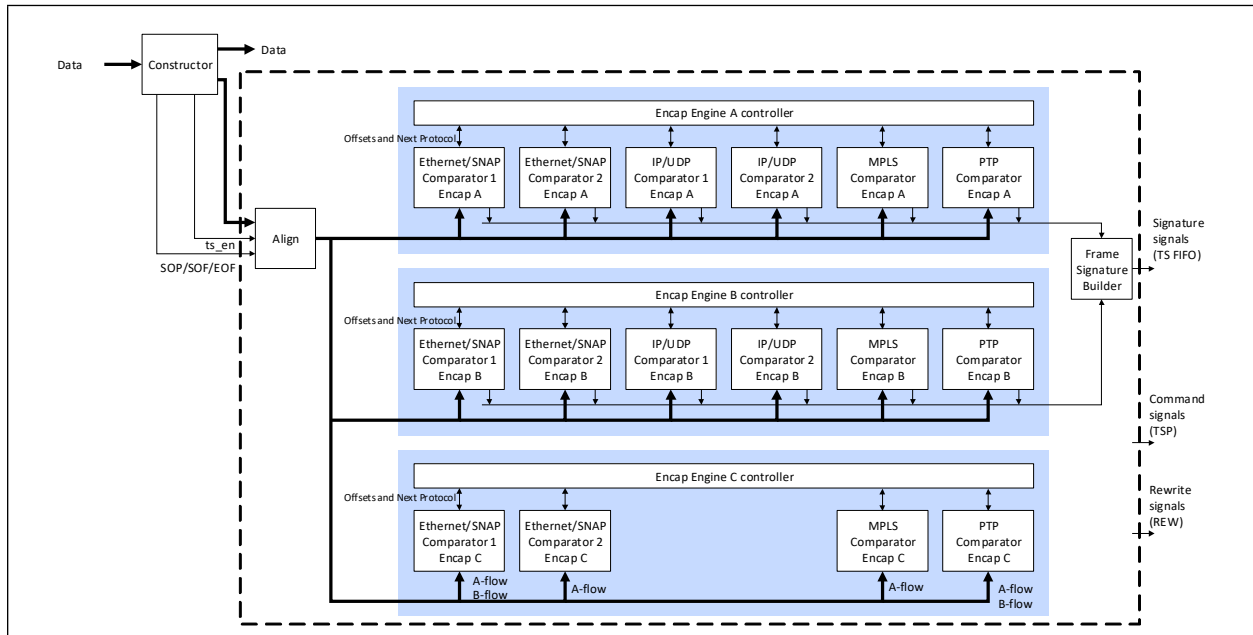 Data
Constructor
Data
Encap Engine A controller
Offsets and Next Protocol
Ethernet/SNAP
Comparator 1
Encap A
Ethernet/SNAP
Comparator 2
Encap A
IP/UDP
Comparator 1
Encap A
IP/UDP
Comparator 2
Encap A
MPLS
Comparator
Encap A
PTP
Comparator
Encap A
Align
ts_en
SOP/SOF/EOF
Frame
Signature
Builder
Signature
signals
(TS FIFO)
Encap Engine B controller
Offsets and Next Protocol
Ethernet/SNAP
Comparator 1
Encap B
Ethernet/SNAP
Comparator 2
Encap B
IP/UDP
Comparator 1
Encap B
IP/UDP
Comparator 2
Encap B
MPLS
Comparator
Encap B
PTP
Comparator
Encap B
Command
signals
(TSP)
Encap Engine C controller
Offsets and Next Protocol
Ethernet/SNAP
Comparator 1
Encap C
Ethernet/SNAP
Comparator 2
Encap C
MPLS
Comparator
Encap C
PTP
Comparator
Encap C
Rewrite
signals
(REW)
A-flow
B-flow
A-flow
A-flow
A-flow
B-flow